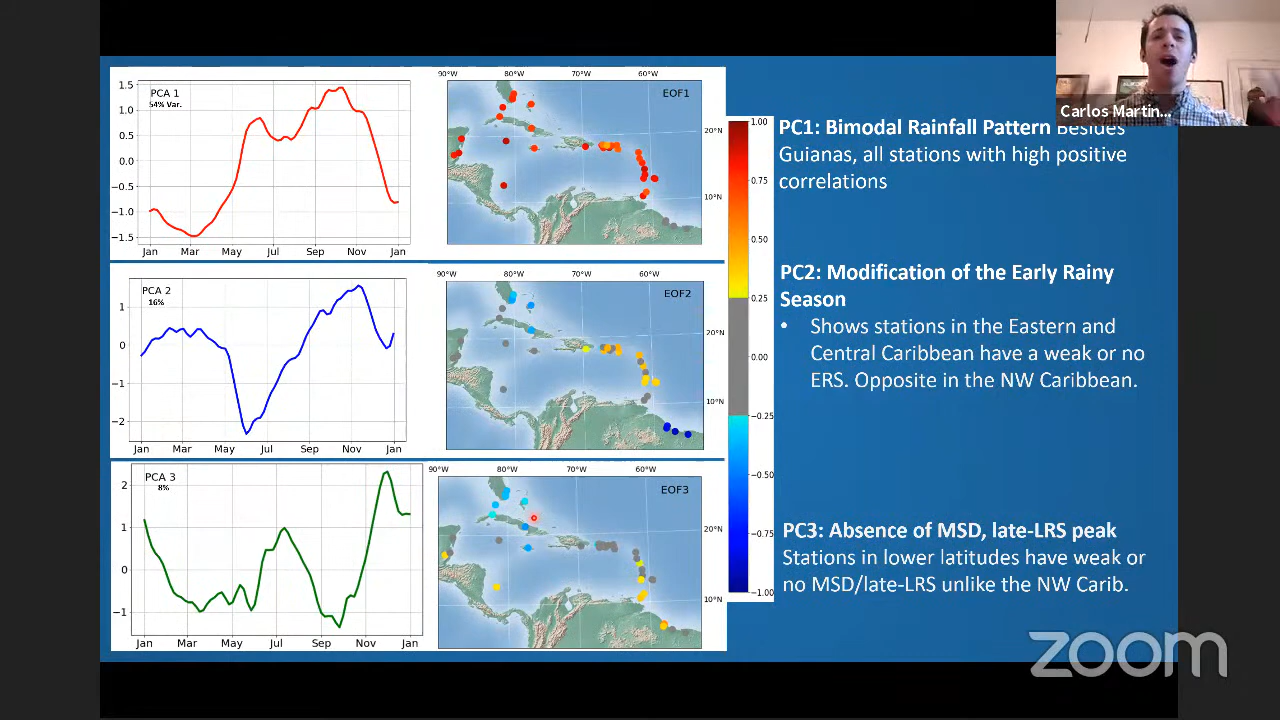 Carlos Martin...
PCA 1
54% Var.
1.5
1.0
0.5
0.0
−0.5
−1.0
−1.5
Jan Mar May Jul Sep Nov Jan
90°W 80°W 70°W 60°W
EOF1
20°N
10°N
PCA 2
16%
1
0
−1
−2
Jan Mar May Jul Sep Nov Jan
90°W 80°W 70°W 60°W
EOF2
20°N
10°N
PCA 3
8%
2
1
0
−1
Jan Mar May Jul Sep Nov Jan
90°W 80°W 70°W 60°W
EOF3
20°N
10°N
1.00
0.75
0.50
0.25
0.00
−0.25
−0.50
−0.75
−1.00
PC1: Bimodal Rainfall Pattern Besides
Guianas, all stations with high positive
correlations
PC2: Modification of the Early Rainy
Season
• Shows stations in the Eastern and
Central Caribbean have a weak or no
ERS. Opposite in the NW Caribbean.
PC3: Absence of MSD, late-LRS peak
Stations in lower latitudes have weak or
no MSD/late-LRS unlike the NW Carib.
zoom